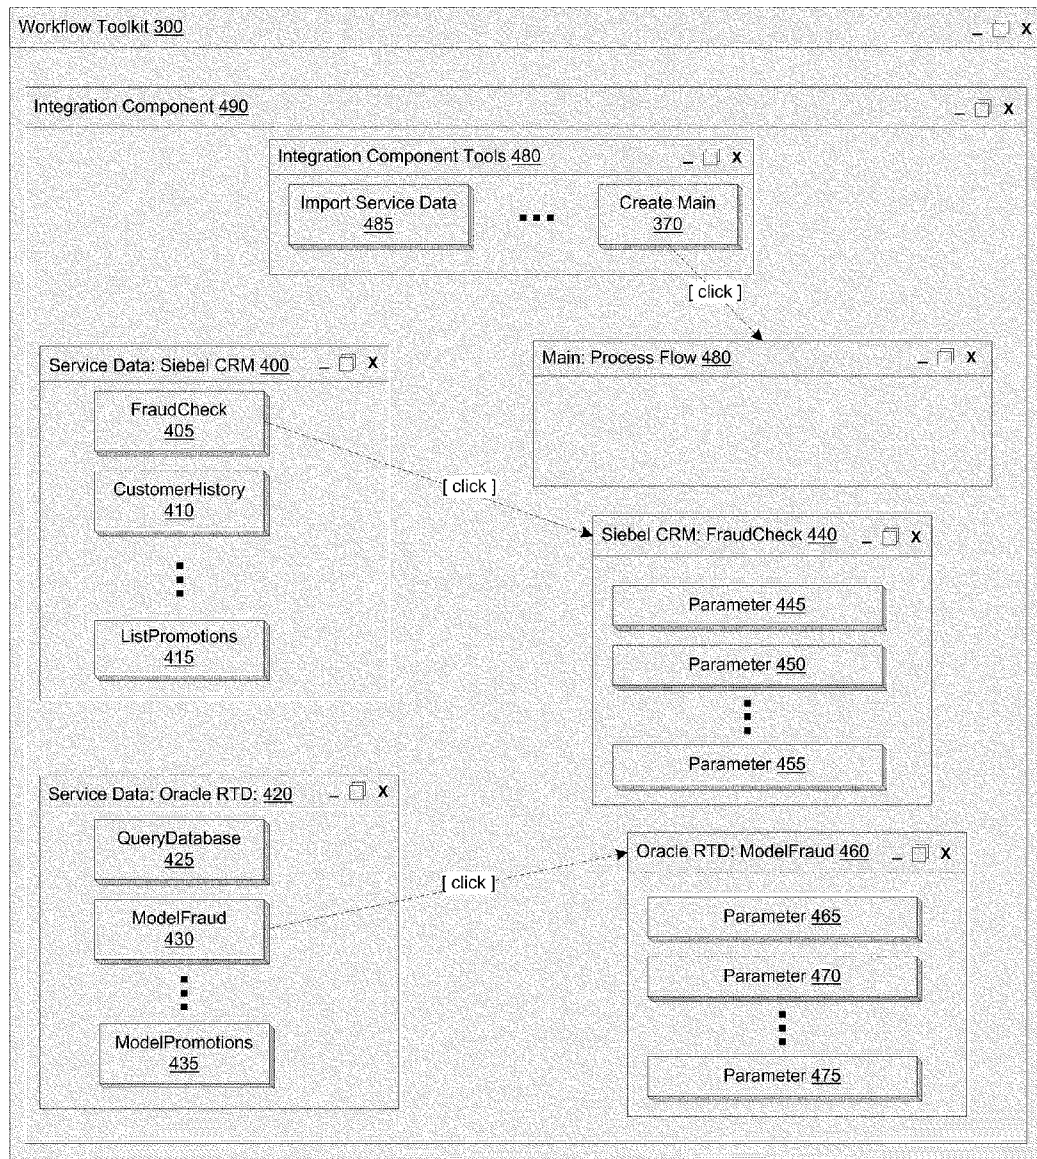 Workflow Toolkit 300
Integration Component 490
Integration Component Tools 480
Import Service Data
485
Create Main
370
[ click ]
Service Data: Siebel CRM 400
Main: Process Flow 480
FraudCheck
405
CustomerHistory
410
[ click ]
Siebel CRM: FraudCheck 440
Parameter 445
ListPromotions
415
Parameter 450
Parameter 455
Service Data: Oracle RTD: 420
QueryDatabase
425
Oracle RTD: ModelFraud 460
[ click ]
ModelFraud
430
Parameter 465
Parameter 470
ModelPromotions
435
Parameter 475